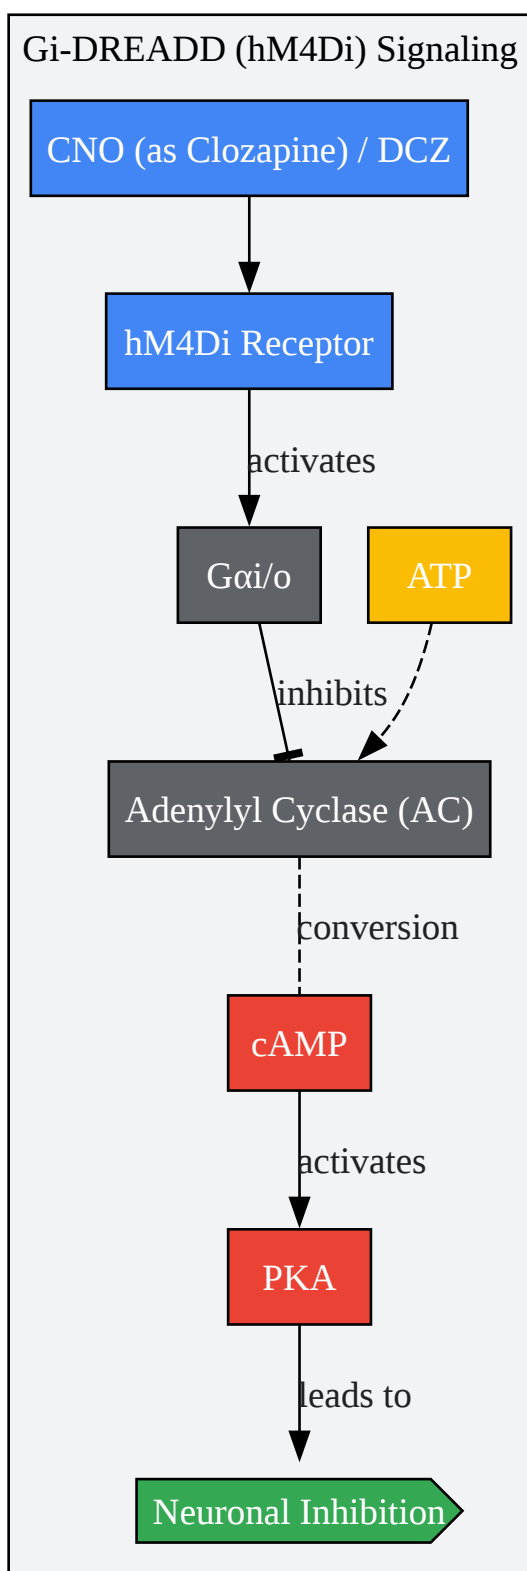 Gi-DREADD (hM4Di) Signaling
CNO (as Clozapine) / DCZ
hM4Di Receptor
activates
Gαi/o
ATP
inhibits
Adenylyl Cyclase (AC)
conversion
cAMP
activates
PKA
leads to
Neuronal Inhibition